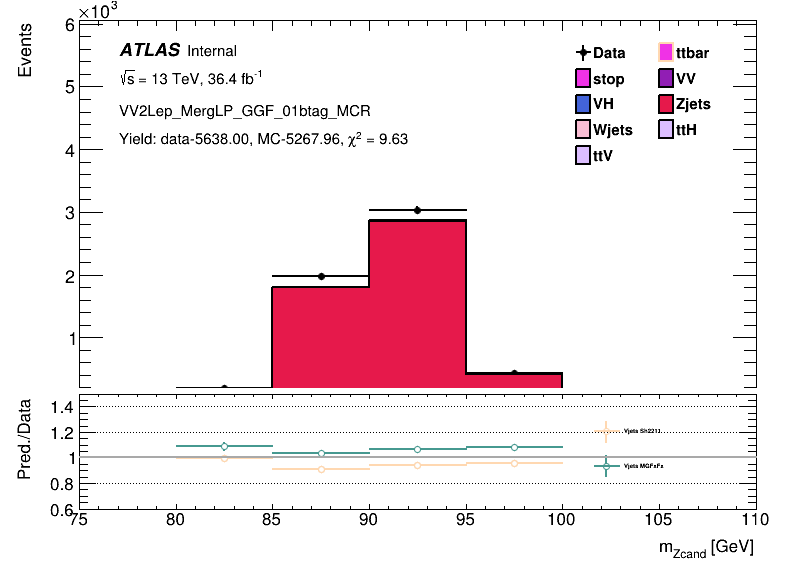 ×10³
Events
6
5
4
3
2
1
ATLAS Internal
√s = 13 TeV, 36.4 fb⁻¹
VV2Lep_MergLP_GGF_01btag_MCR
Yield: data-5638.00, MC-5267.96, χ² = 9.63
Data
ttbar
stop
VV
VH
Zjets
Wjets
ttH
ttV
Pred./Data
1.4
1.2
1
0.8
0.6
Vjets Sh2211
Vjets MGFxFx
75 80 85 90 95 100 105 110
m_Zcand [GeV]